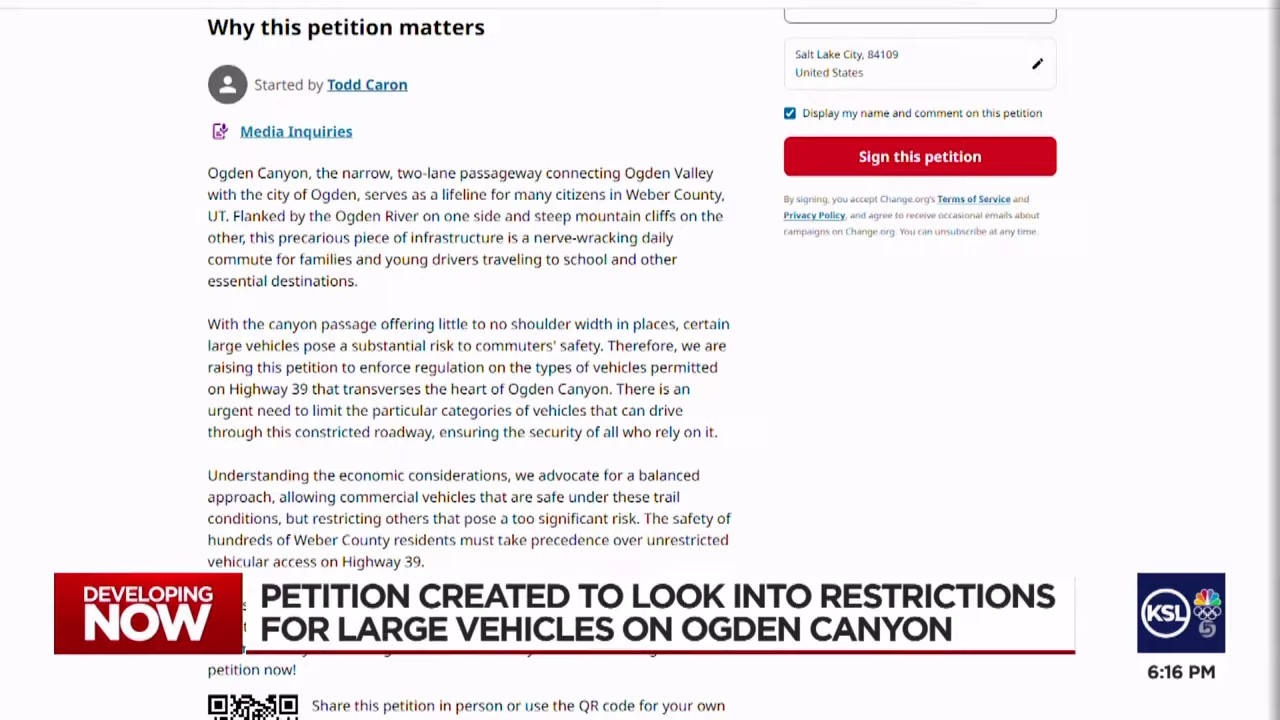 Why this petition matters
Started by Todd Caron
Media Inquiries
Ogden Canyon, the narrow, two-lane passageway connecting Ogden Valley
with the city of Ogden, serves as a lifeline for many citizens in Weber County,
UT. Flanked by the Ogden River on one side and steep mountain cliffs on the
other, this precarious piece of infrastructure is a nerve-wracking daily
commute for families and young drivers traveling to school and other
essential destinations.
With the canyon passage offering little to no shoulder width in places, certain
large vehicles pose a substantial risk to commuters' safety. Therefore, we are
raising this petition to enforce regulation on the types of vehicles permitted
on Highway 39 that transverses the heart of Ogden Canyon. There is an
urgent need to limit the particular categories of vehicles that can drive
through this constricted roadway, ensuring the security of all who rely on it.
Understanding the economic considerations, we advocate for a balanced
approach, allowing commercial vehicles that are safe under these trail
conditions, but restricting others that pose a too significant risk. The safety of
hundreds of Weber County residents must take precedence over unrestricted
vehicular access on Highway 39.
petition now!
Share this petition in person or use the QR code for your own
Salt Lake City, 84109
United States
Display my name and comment on this petition
Sign this petition
By signing, you accept Change.org's Terms of Service and
Privacy Policy, and agree to receive occasional emails about
campaigns on Change.org. You can unsubscribe at any time.
DEVELOPING
NOW
PETITION CREATED TO LOOK INTO RESTRICTIONS
FOR LARGE VEHICLES ON OGDEN CANYON
KSL
5
6:16 PM